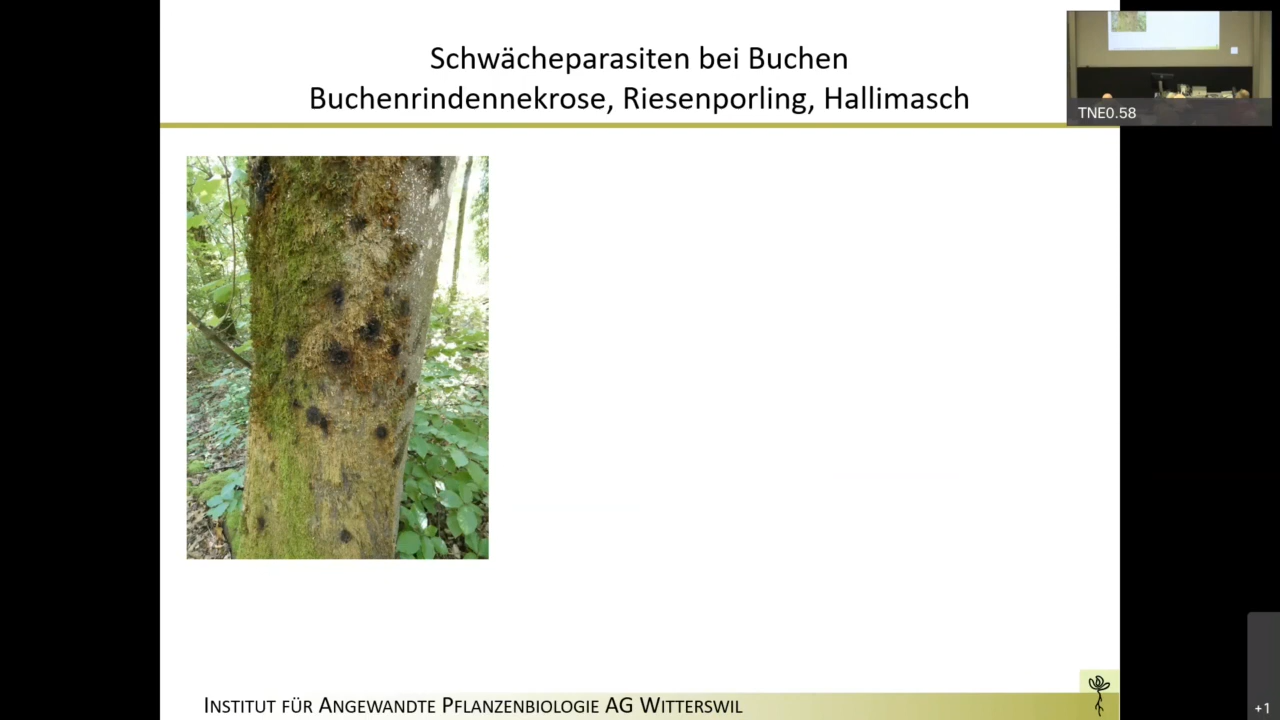 Schwächeparasiten bei Buchen
Buchenrindennekrose, Riesenporling, Hallimasch
TNE0.58
INSTITUT FÜR ANGEWANDTE PFLANZENBIOLOGIE AG WITTERSWIL
+1